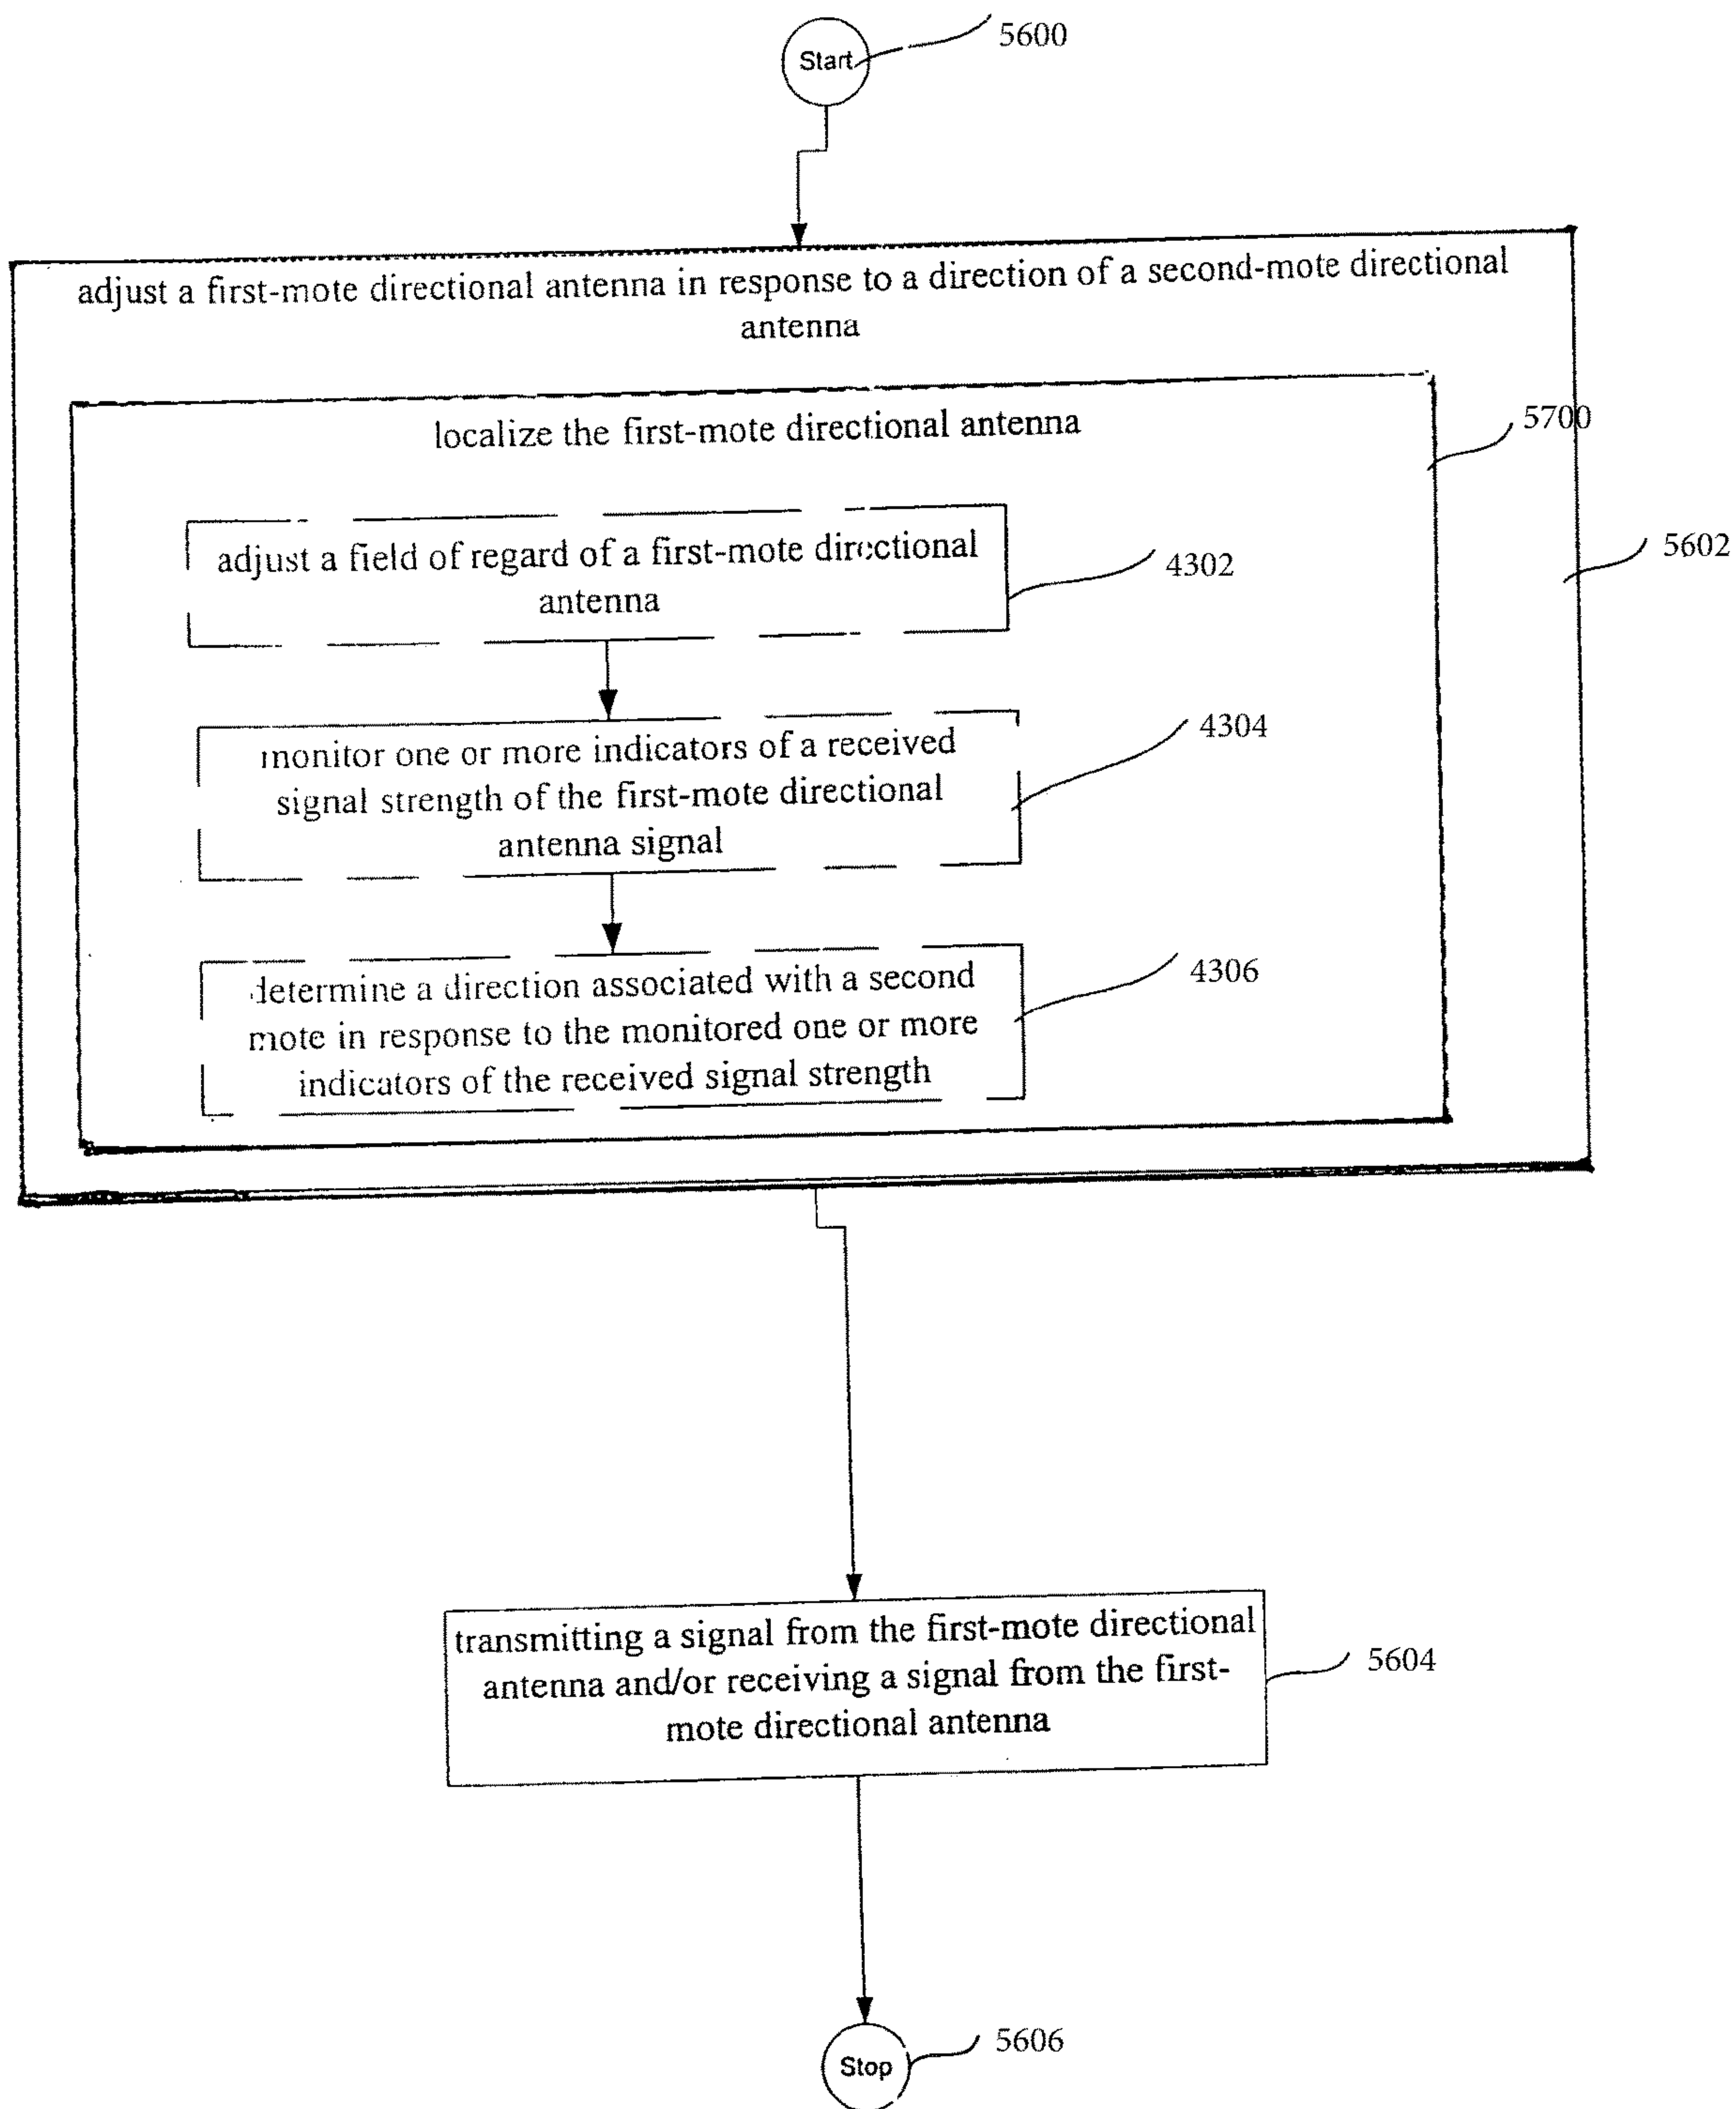 Start
5600
adjust a first-mote directional antenna in response to a direction of a second-mote directional
antenna
localize the first-mote directional antenna
5700
adjust a field of regard of a first-mote directional
antenna
4302
5602
monitor one or more indicators of a received
signal strength of the first-mote directional
antenna signal
4304
determine a direction associated with a second
mote in response to the monitored one or more
indicators of the received signal strength
4306
transmitting a signal from the first-mote directional
antenna and/or receiving a signal from the first-
mote directional antenna
5604
Stop
5606